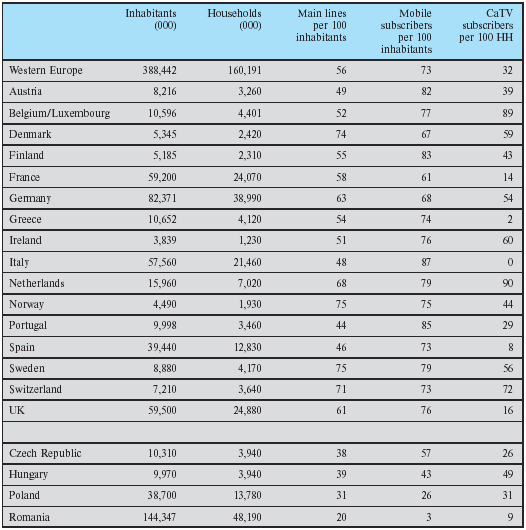 Inhabitants (000) Households (000) Main lines per 100 inhabitants Mobile subscribers per 100 inhabitants CaTV subscribers per 100 HH
Western Europe 388,442 160,191 56 73 32
Austria 8,216 3,260 49 82 39
Belgium/Luxembourg 10,596 4,401 52 77 89
Denmark 5,345 2,420 74 67 59
Finland 5,185 2,310 55 83 43
France 59,200 24,070 58 61 14
Germany 82,371 38,990 63 68 54
Greece 10,652 4,120 54 74 2
Ireland 3,839 1,230 51 76 60
Italy 57,560 21,460 48 87 0
Netherlands 15,960 7,020 68 79 90
Norway 4,490 1,930 75 75 44
Portugal 9,998 3,460 44 85 29
Spain 39,440 12,830 46 73 8
Sweden 8,880 4,170 75 79 56
Switzerland 7,210 3,640 71 73 72
UK 59,500 24,880 61 76 16
Czech Republic 10,310 3,940 38 57 26
Hungary 9,970 3,940 39 43 49
Poland 38,700 13,780 31 26 31
Romania 144,347 48,190 20 3 9